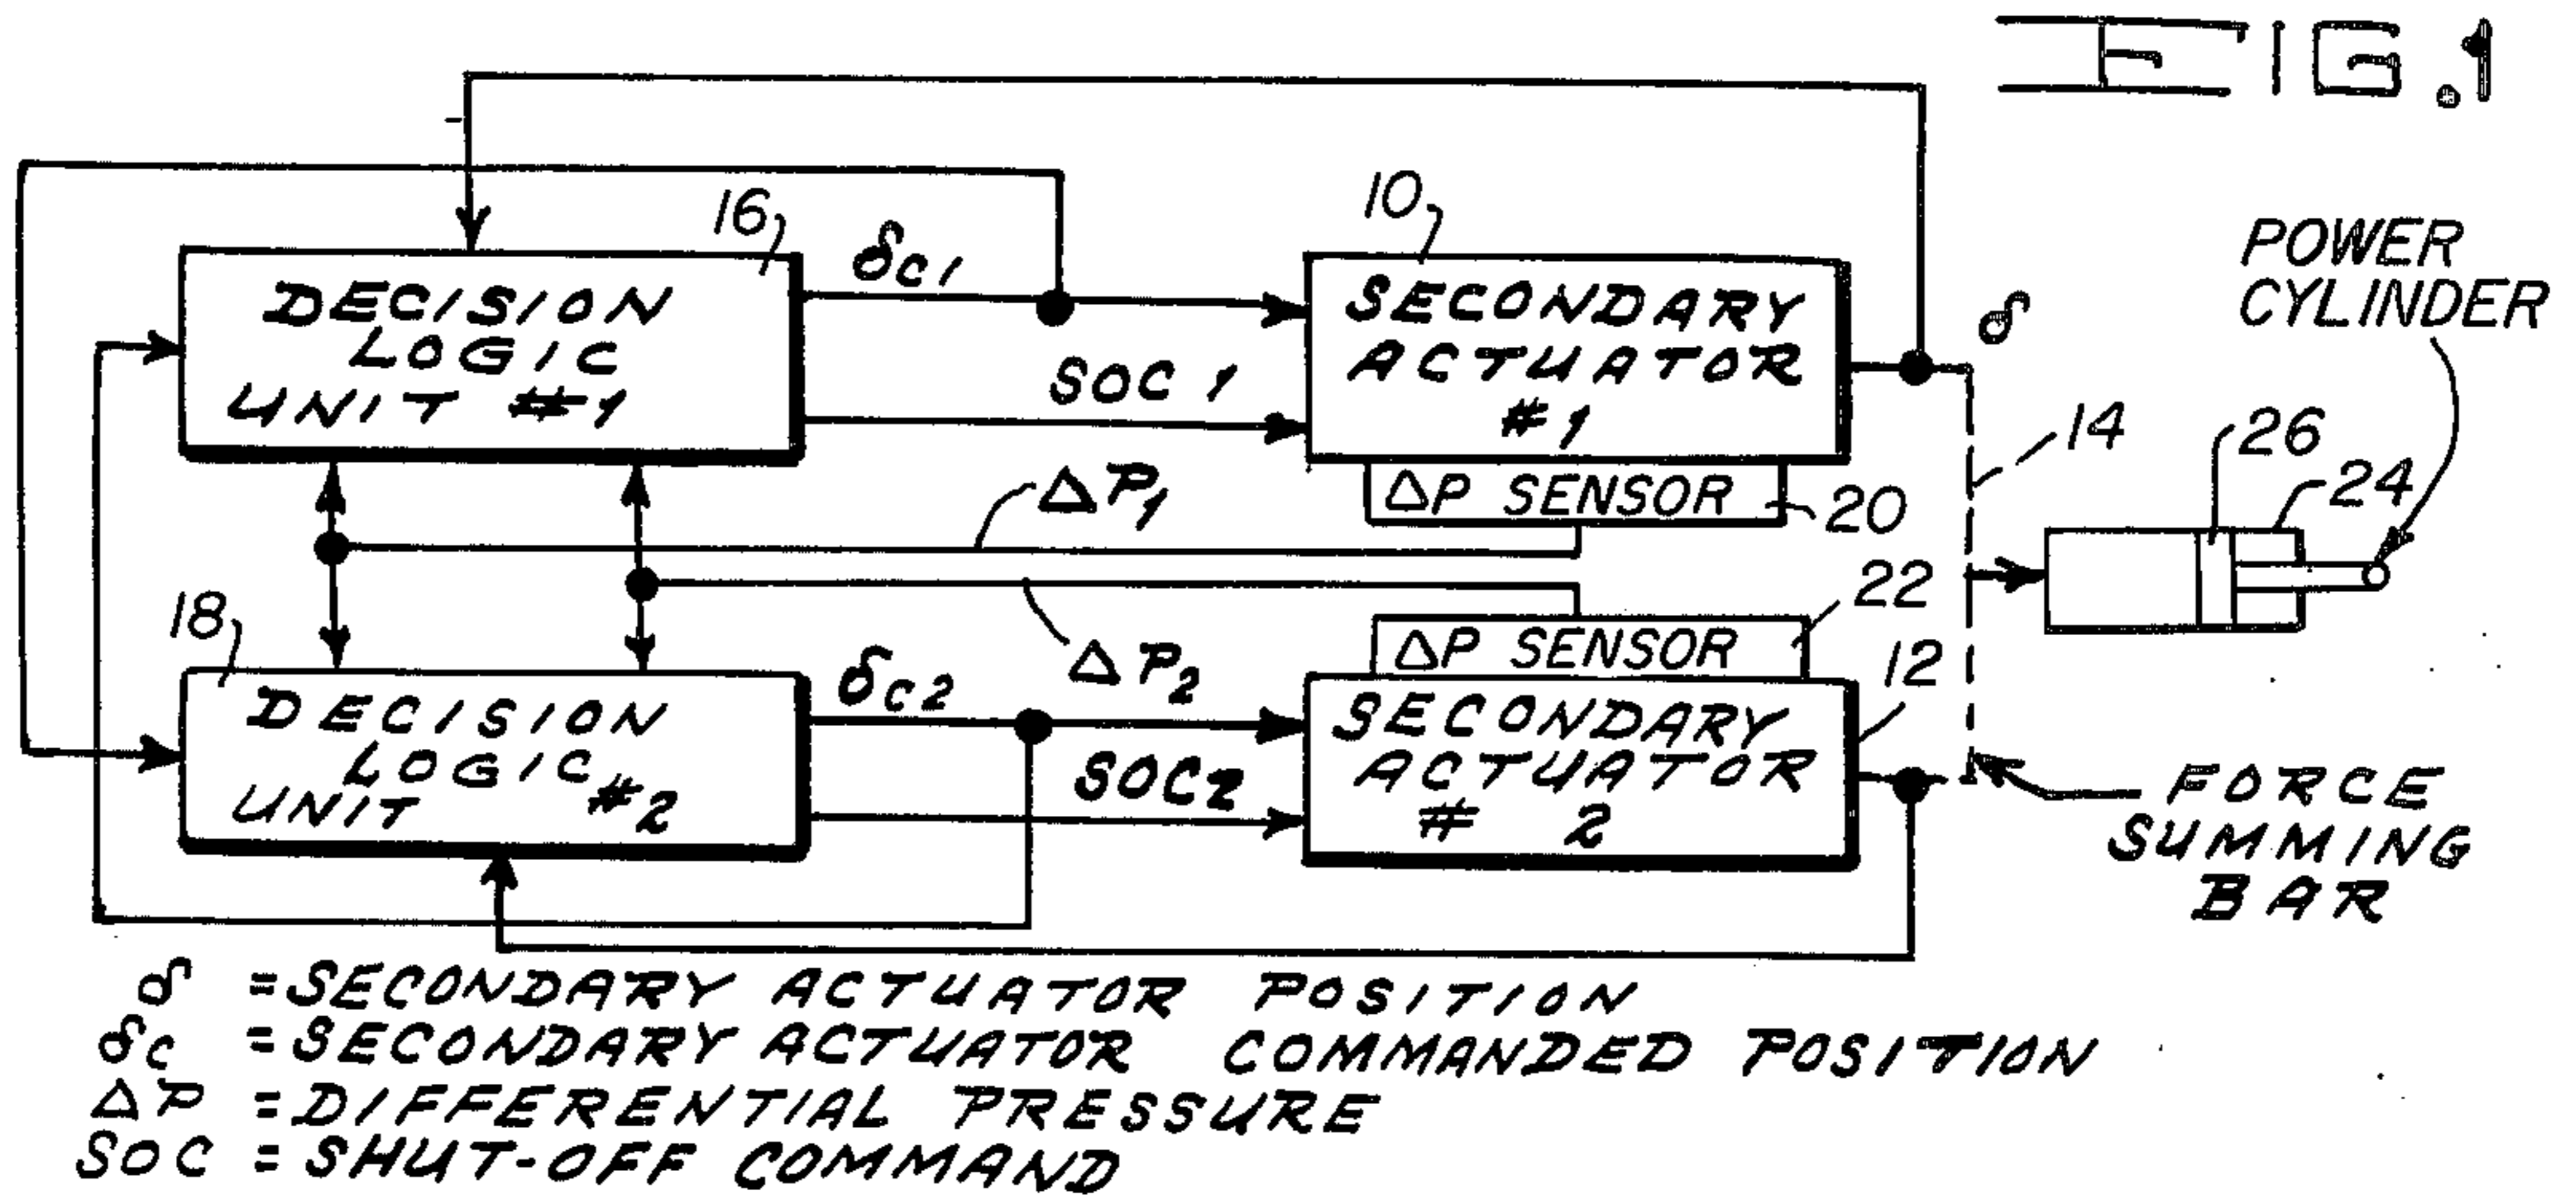 FIG.1
16
DECISION
LOGIC
UNIT #1
δc1
SOC 1
10
SECONDARY
ACTUATOR
#1
ΔP SENSOR
20
δ
POWER
CYLINDER
14
26
24
ΔP1
ΔP2
18
DECISION
LOGIC
UNIT #2
δc2
SOC2
22
ΔP SENSOR
12
SECONDARY
ACTUATOR
# 2
FORCE
SUMMING
BAR
δ = SECONDARY ACTUATOR POSITION
δc = SECONDARY ACTUATOR COMMANDED POSITION
ΔP = DIFFERENTIAL PRESSURE
SOC = SHUT-OFF COMMAND